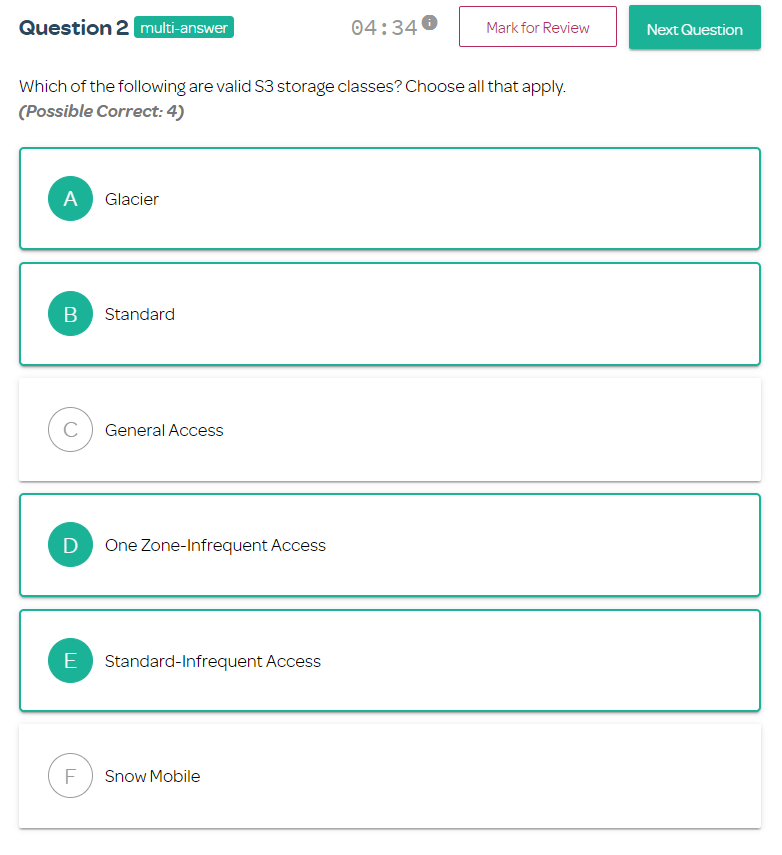 Question 2 multi-answer 04:34 i Mark for Review Next Question
Which of the following are valid S3 storage classes? Choose all that apply.
(Possible Correct: 4)
A Glacier
B Standard
C General Access
D One Zone-Infrequent Access
E Standard-Infrequent Access
F Snow Mobile